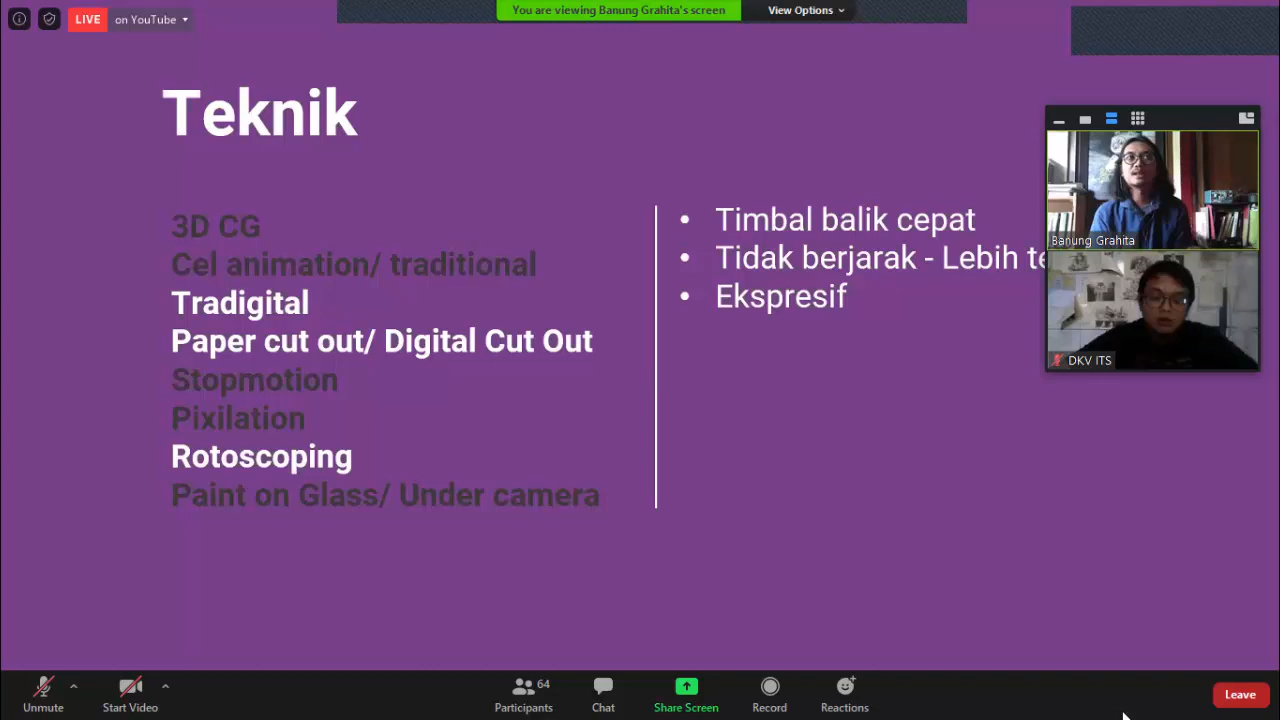 LIVE on YouTube
You are viewing Banung Grahita's screen View Options
Teknik
3D CG
Cel animation/ traditional
Tradigital
Paper cut out/ Digital Cut Out
Stopmotion
Pixilation
Rotoscoping
Paint on Glass/ Under camera
• Timbal balik cepat
• Tidak berjarak - Lebih
• Ekspresif
Banung Grahita
DKV ITS
Unmute
Start Video
64
Participants
Chat
Share Screen
Record
Reactions
Leave